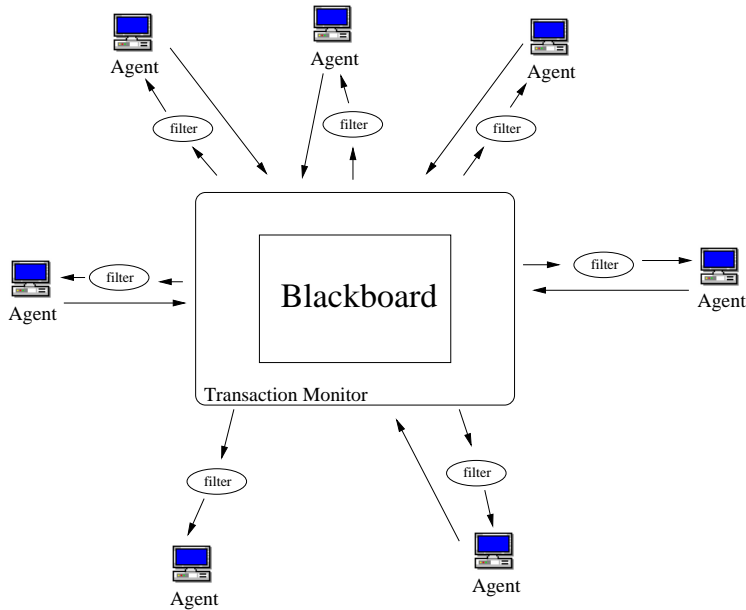 Agent
Agent
Agent
filter
filter
filter
filter
filter
Agent
Blackboard
Agent
Transaction Monitor
filter
filter
Agent
Agent